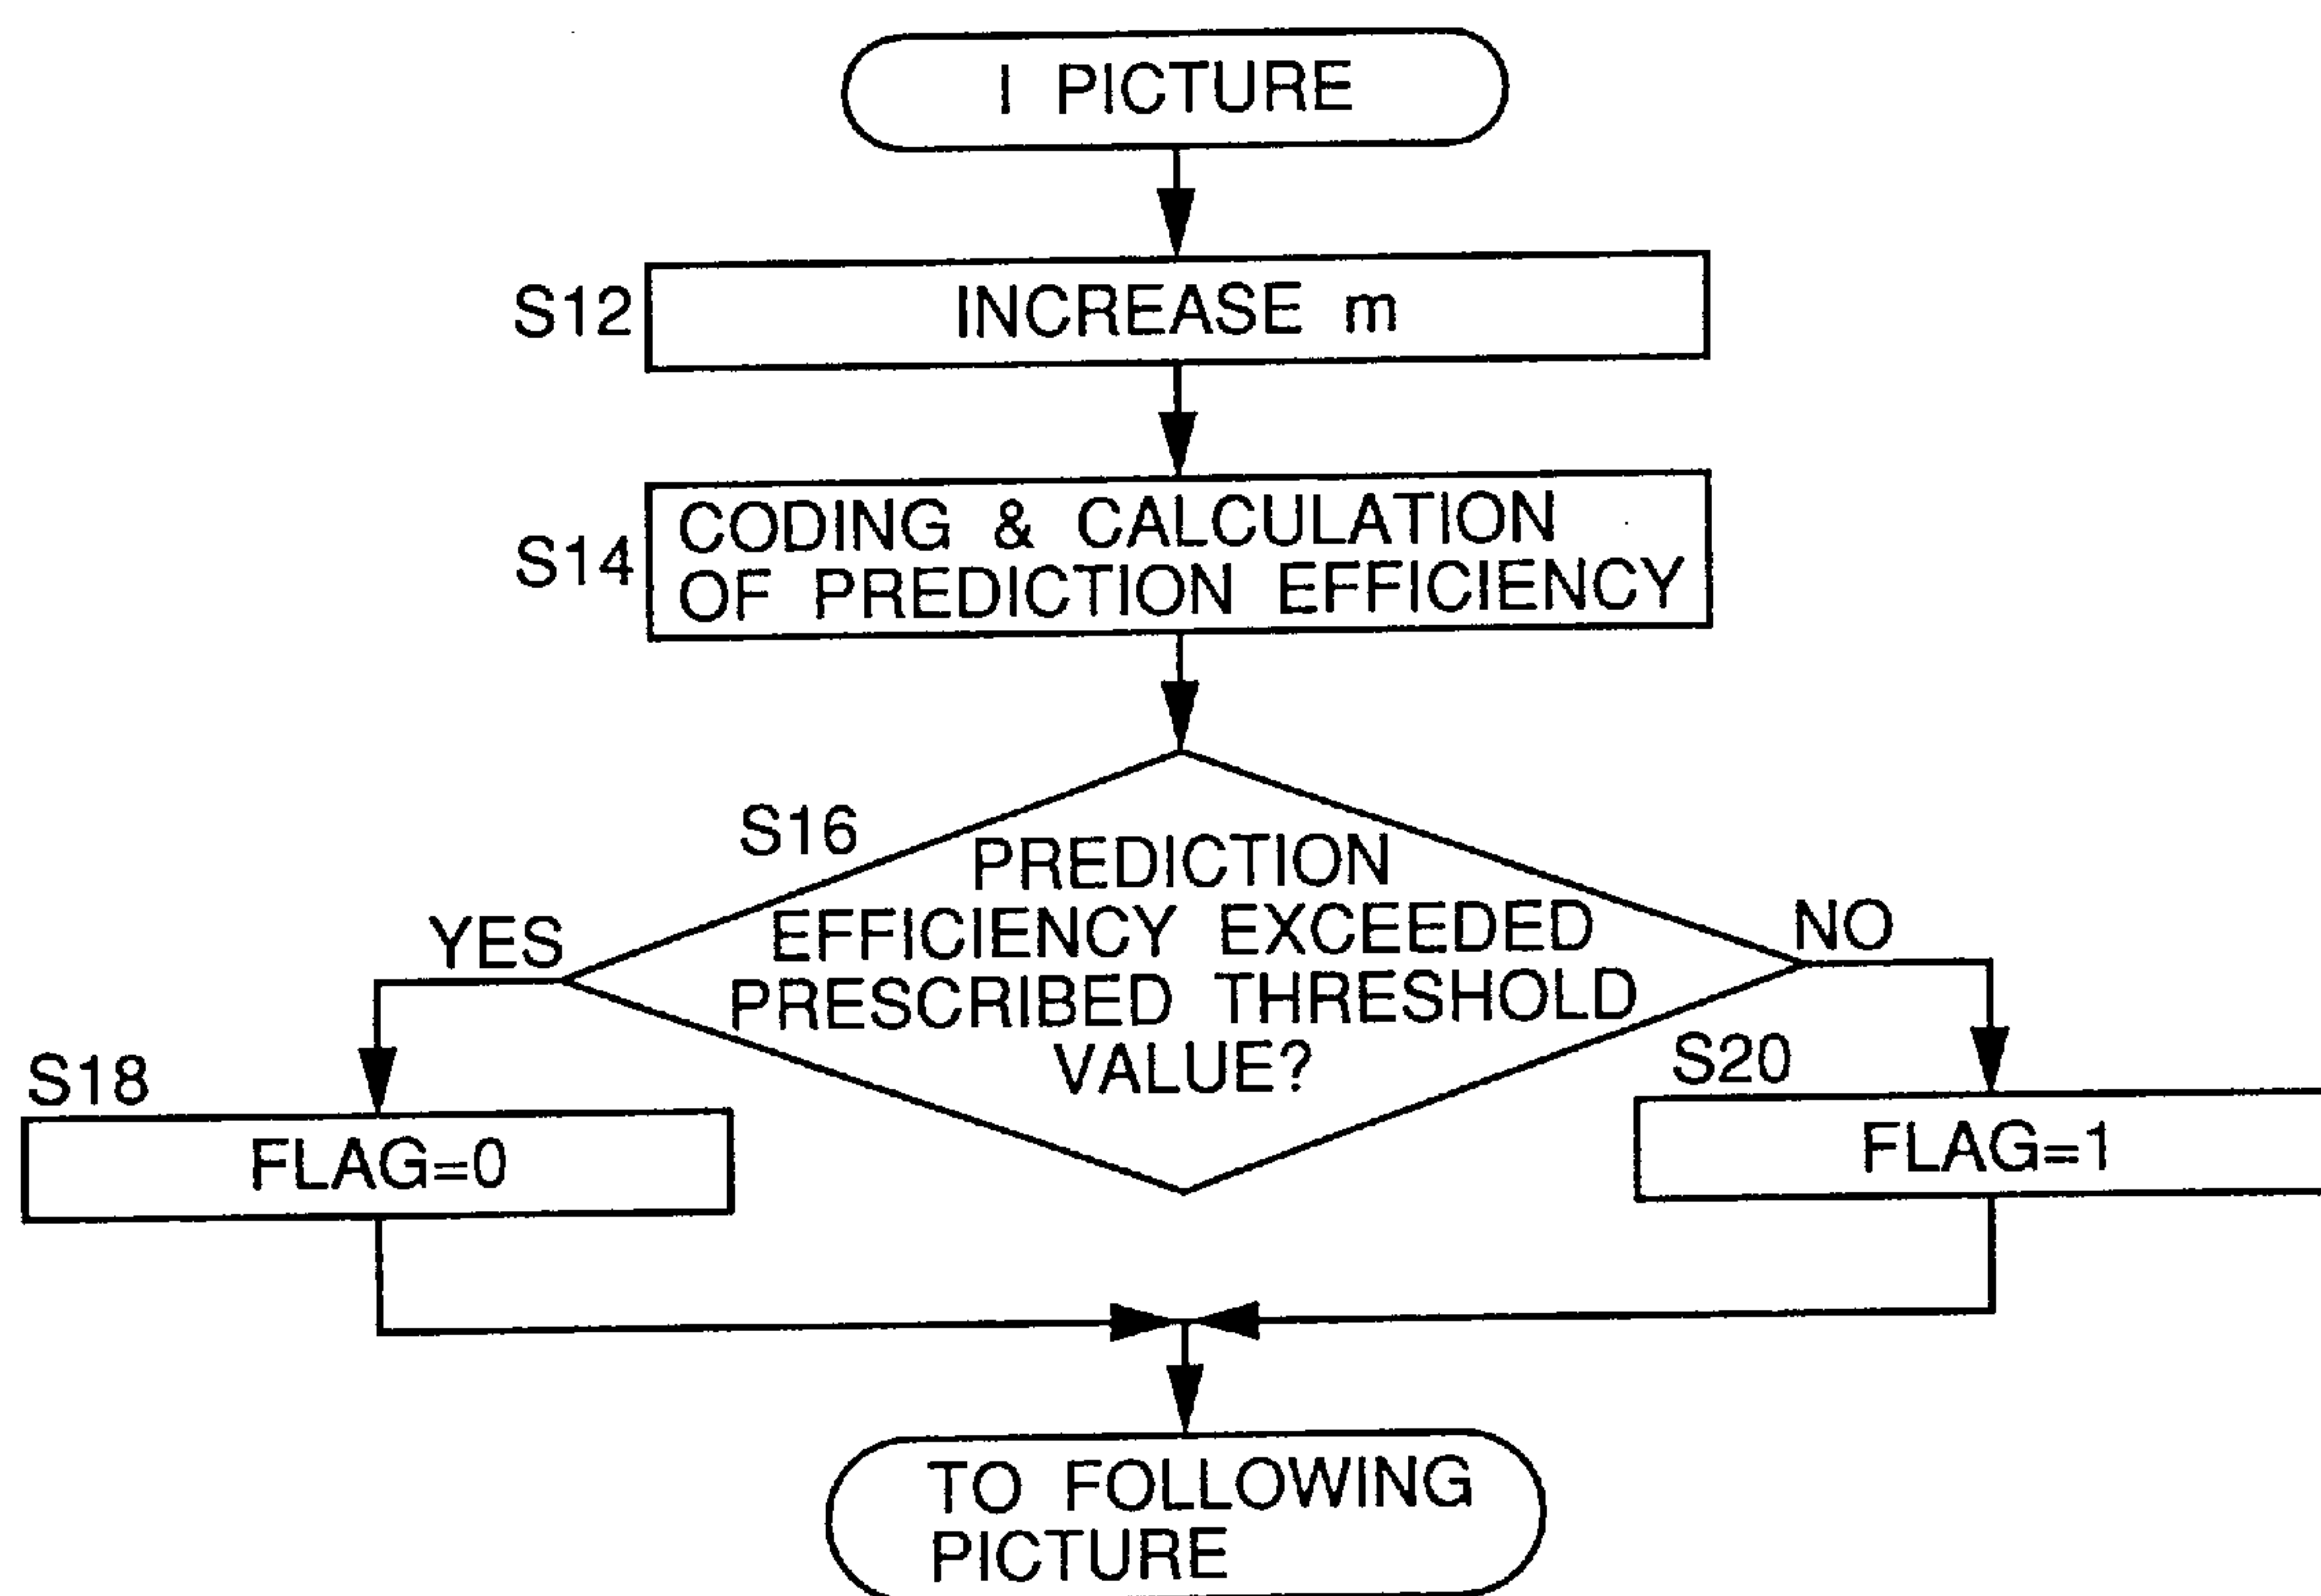 I PICTURE
S12
INCREASE m
S14
CODING & CALCULATION
OF PREDICTION EFFICIENCY
S16
PREDICTION
EFFICIENCY EXCEEDED
PRESCRIBED THRESHOLD
VALUE?
YES
NO
S18
FLAG=0
S20
FLAG=1
TO FOLLOWING
PICTURE